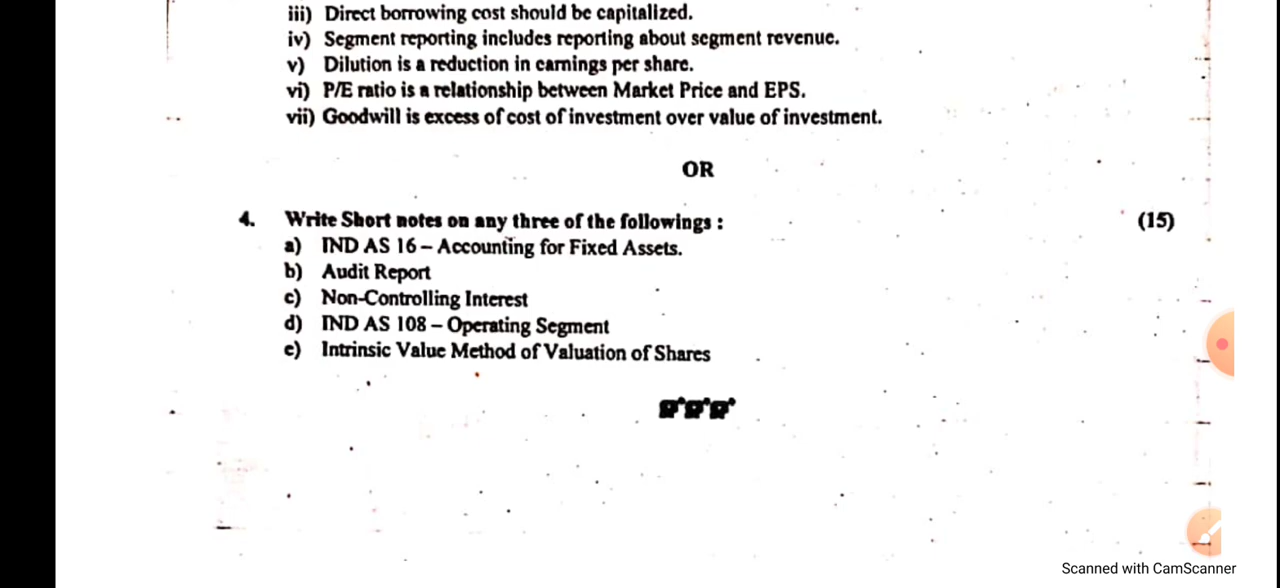 iii) Direct borrowing cost should be capitalized.
iv) Segment reporting includes reporting about segment revenue.
v) Dilution is a reduction in earnings per share.
vi) P/E ratio is a relationship between Market Price and EPS.
vii) Goodwill is excess of cost of investment over value of investment.
OR
4. Write Short notes on any three of the followings : (15)
a) IND AS 16 – Accounting for Fixed Assets.
b) Audit Report
c) Non-Controlling Interest
d) IND AS 108 – Operating Segment
e) Intrinsic Value Method of Valuation of Shares
Scanned with CamScanner